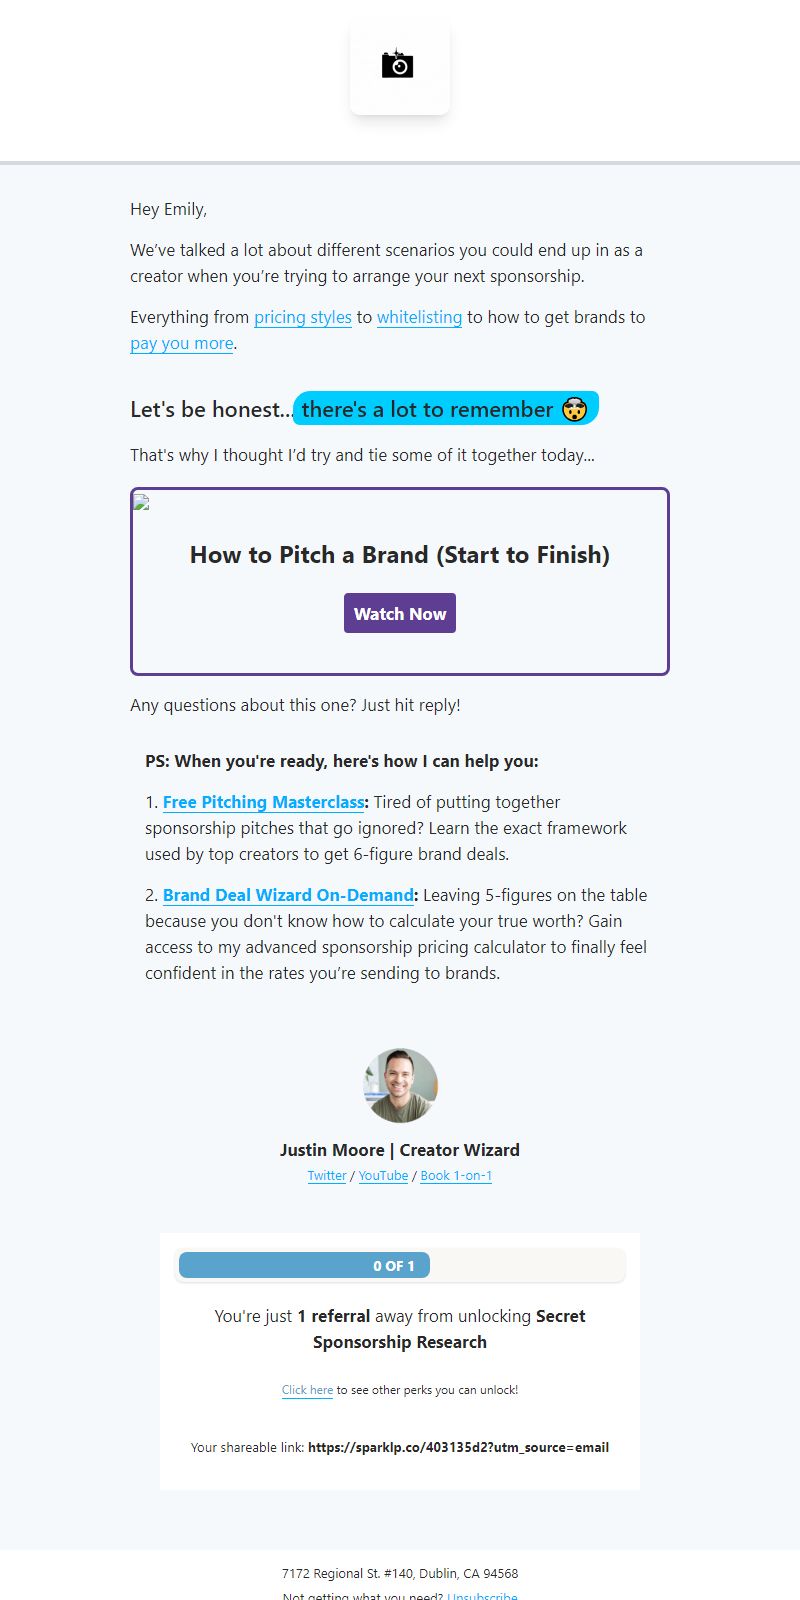 Hey Emily,
We’ve talked a lot about different scenarios you could end up in as a
creator when you’re trying to arrange your next sponsorship.
Everything from pricing styles to whitelisting to how to get brands to
pay you more.
Let's be honest... there's a lot to remember 🤯
That's why I thought I’d try and tie some of it together today...
How to Pitch a Brand (Start to Finish)
Watch Now
Any questions about this one? Just hit reply!
PS: When you're ready, here's how I can help you:
1. Free Pitching Masterclass: Tired of putting together
sponsorship pitches that go ignored? Learn the exact framework
used by top creators to get 6-figure brand deals.
2. Brand Deal Wizard On-Demand: Leaving 5-figures on the table
because you don't know how to calculate your true worth? Gain
access to my advanced sponsorship pricing calculator to finally feel
confident in the rates you’re sending to brands.
Justin Moore | Creator Wizard
Twitter / YouTube / Book 1-on-1
0 OF 1
You're just 1 referral away from unlocking Secret
Sponsorship Research
Click here to see other perks you can unlock!
Your shareable link: https://sparklp.co/403135d2?utm_source=email
7172 Regional St. #140, Dublin, CA 94568
Not getting what you need? Unsubscribe